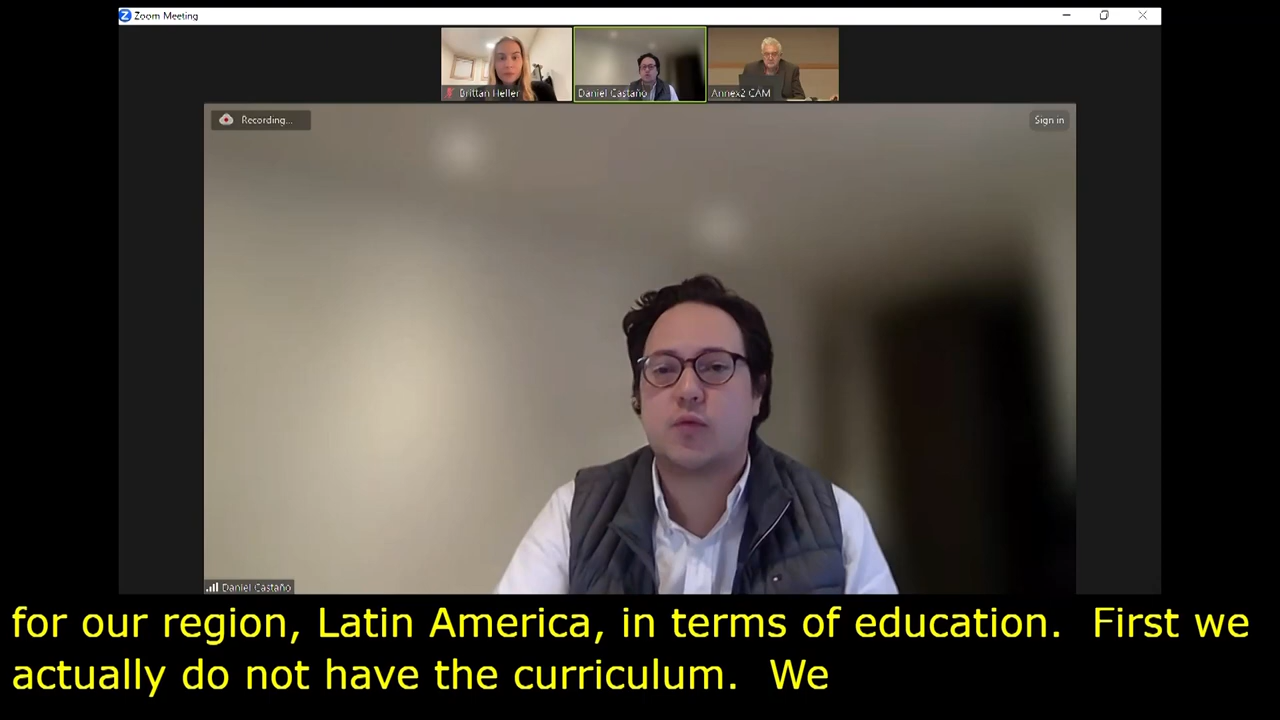 Zoom Meeting
Brittan Heller
Daniel Castaño
Annex2 CAM
Recording...
Sign in
Daniel Castaño
for our region, Latin America, in terms of education.  First we
actually do not have the curriculum.  We